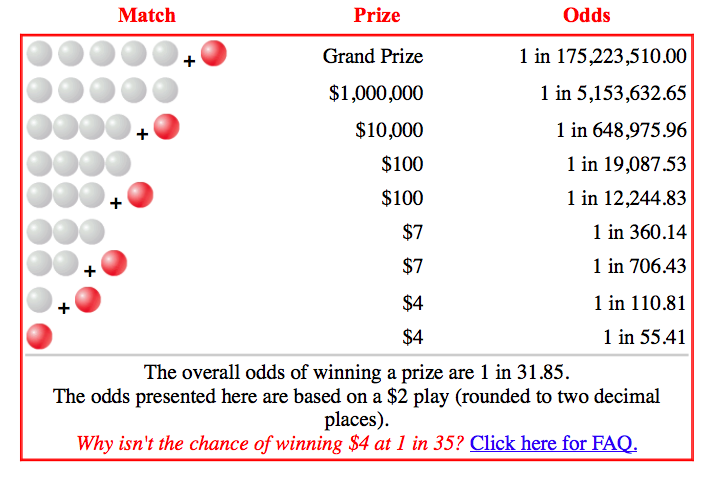 Match Prize Odds
+ Grand Prize 1 in 175,223,510.00
$1,000,000 1 in 5,153,632.65
+ $10,000 1 in 648,975.96
$100 1 in 19,087.53
+ $100 1 in 12,244.83
$7 1 in 360.14
+ $7 1 in 706.43
+ $4 1 in 110.81
$4 1 in 55.41
The overall odds of winning a prize are 1 in 31.85.
The odds presented here are based on a $2 play (rounded to two decimal
places).
Why isn't the chance of winning $4 at 1 in 35? Click here for FAQ.